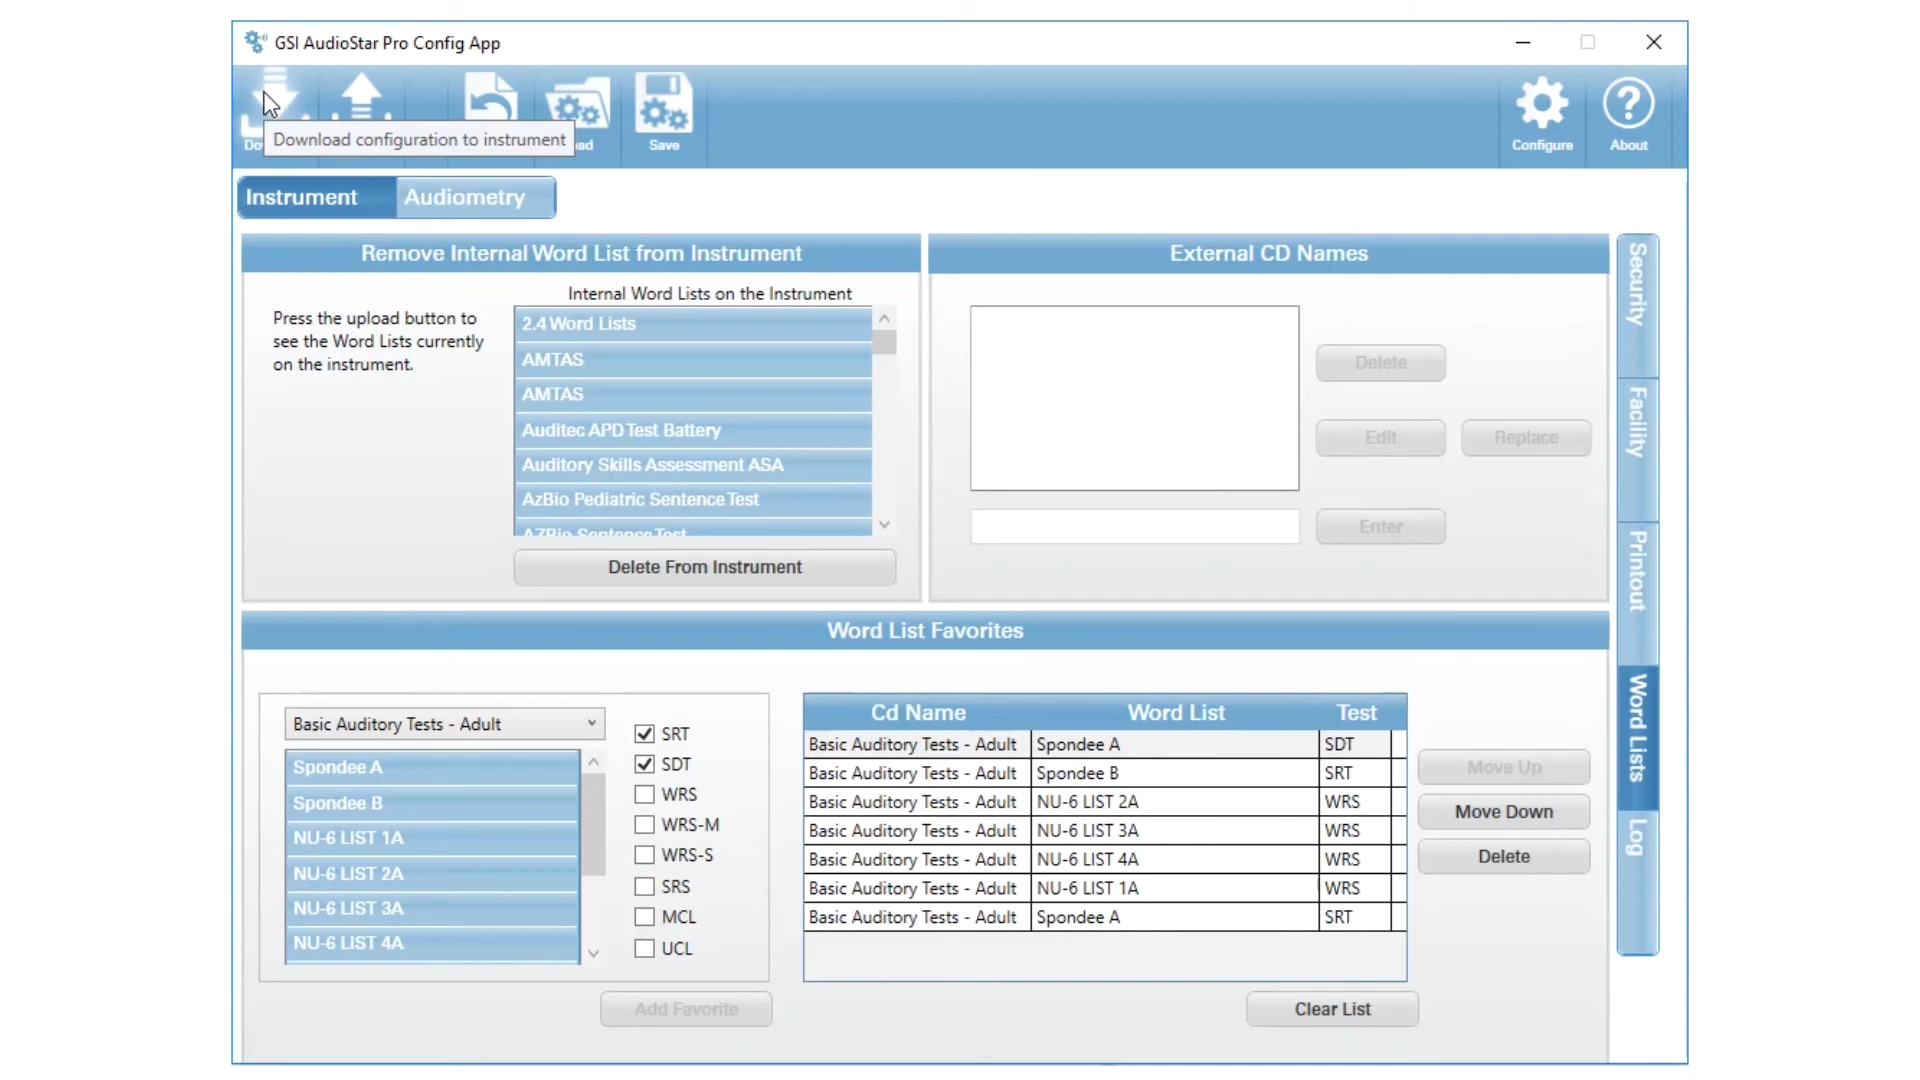 GSI AudioStar Pro Config App
Download configuration to instrument
Save
Configure
About
Instrument
Audiometry
Remove Internal Word List from Instrument
Press the upload button to
see the Word Lists currently
on the instrument.
Internal Word Lists on the Instrument
2.4 Word Lists
AMTAS
AMTAS
Auditec APD Test Battery
Auditory Skills Assessment ASA
AzBio Pediatric Sentence Test
AZBio Sentence Test
Delete From Instrument
External CD Names
Delete
Edit
Replace
Enter
Security
Facility
Printout
Word Lists
Log
Word List Favorites
Basic Auditory Tests - Adult
Spondee A
Spondee B
NU-6 LIST 1A
NU-6 LIST 2A
NU-6 LIST 3A
NU-6 LIST 4A
SRT
SDT
WRS
WRS-M
WRS-S
SRS
MCL
UCL
Add Favorite
Cd Name Word List Test
Basic Auditory Tests - Adult Spondee A SDT
Basic Auditory Tests - Adult Spondee B SRT
Basic Auditory Tests - Adult NU-6 LIST 2A WRS
Basic Auditory Tests - Adult NU-6 LIST 3A WRS
Basic Auditory Tests - Adult NU-6 LIST 4A WRS
Basic Auditory Tests - Adult NU-6 LIST 1A WRS
Basic Auditory Tests - Adult Spondee A SRT
Move Up
Move Down
Delete
Clear List